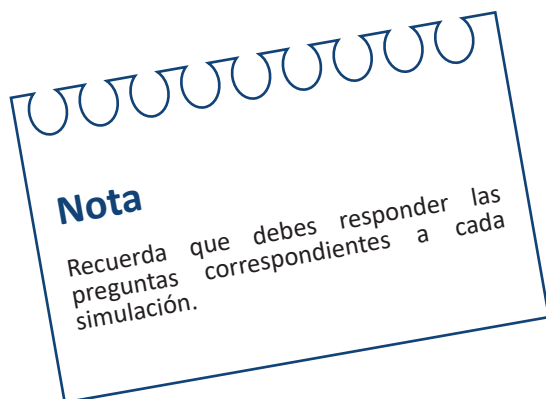 Nota
Recuerda que debes responder las
preguntas correspondientes a cada
simulación.